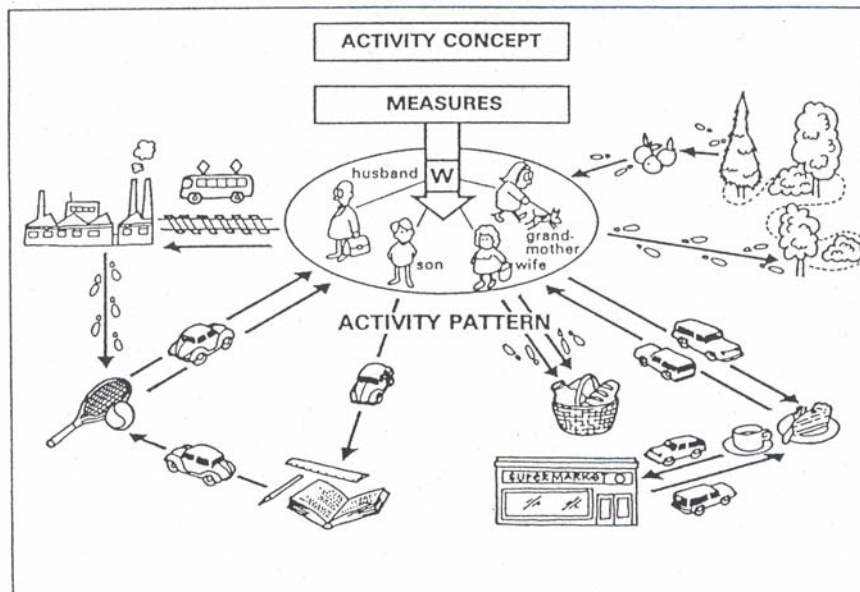 ACTIVITY CONCEPT
MEASURES
husband
W
grand-
mother
son
wife
ACTIVITY PATTERN
SUPERMARKET